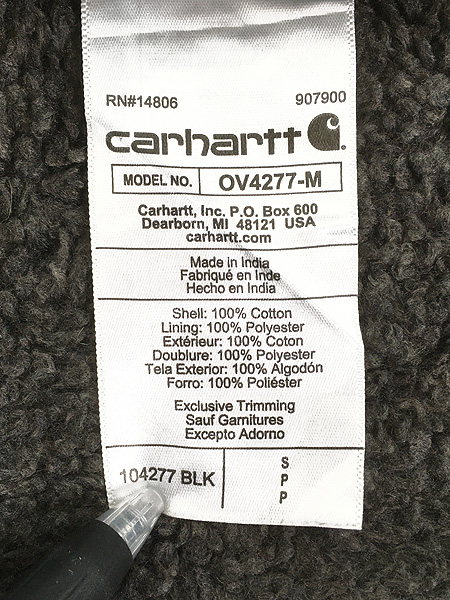 RN#14806 907900
carhartt
MODEL NO. OV4277-M
Carhartt, Inc. P.O. Box 600
Dearborn, MI 48121 USA
carhartt.com
Made in India
Fabriqué en Inde
Hecho en India
Shell: 100% Cotton
Lining: 100% Polyester
Extérieur: 100% Coton
Doublure: 100% Polyester
Tela Exterior: 100% Algodón
Forro: 100% Poliéster
Exclusive Trimming
Sauf Garnitures
Excepto Adorno
104277 BLK
S
P
P